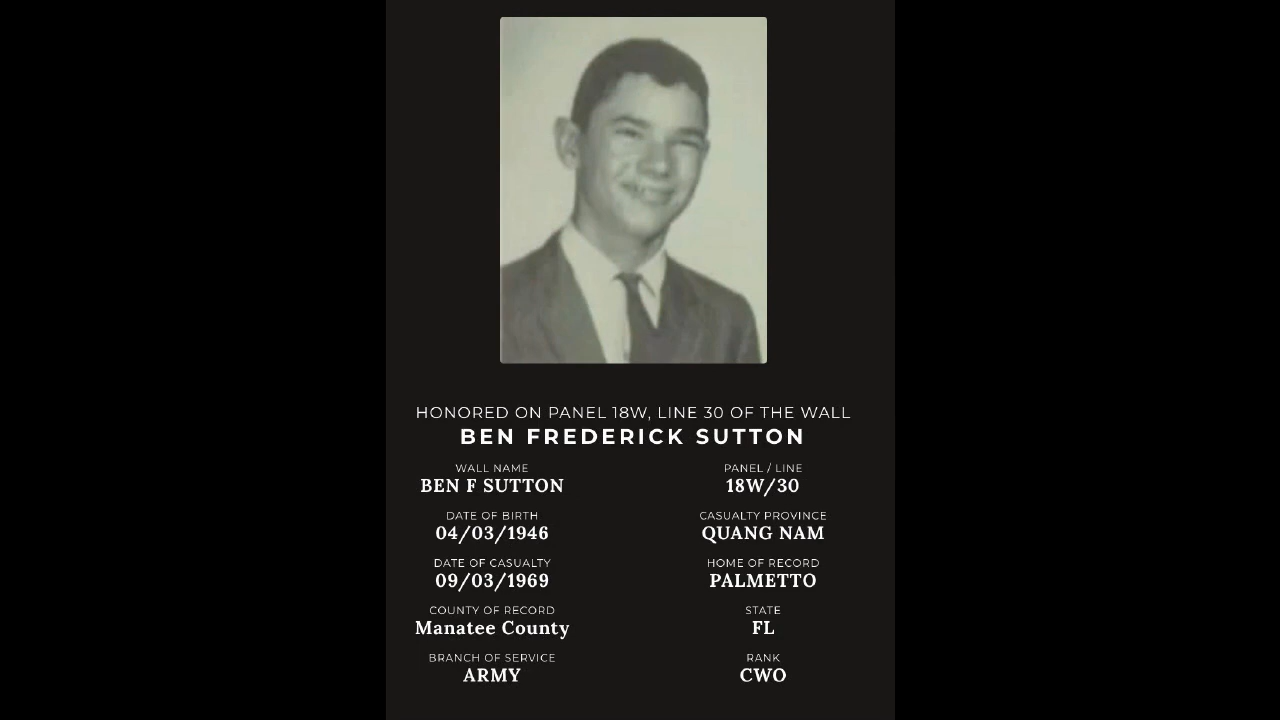 HONORED ON PANEL 18W, LINE 30 OF THE WALL
BEN FREDERICK SUTTON
WALL NAME
BEN F SUTTON
PANEL / LINE
18W/30
DATE OF BIRTH
04/03/1946
CASUALTY PROVINCE
QUANG NAM
DATE OF CASUALTY
09/03/1969
HOME OF RECORD
PALMETTO
COUNTY OF RECORD
Manatee County
STATE
FL
BRANCH OF SERVICE
ARMY
RANK
CWO